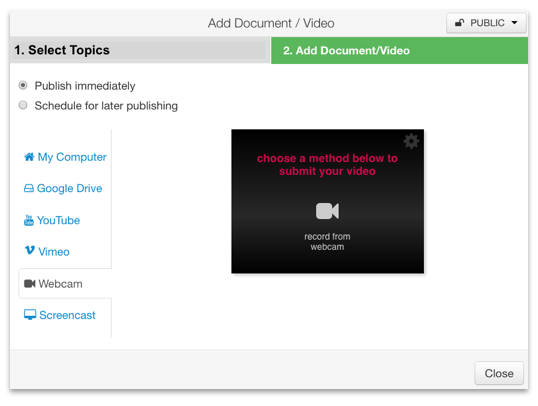 Add Document / Video
PUBLIC
1. Select Topics
2. Add Document/Video
Publish immediately
Schedule for later publishing
My Computer
Google Drive
YouTube
Vimeo
Webcam
Screencast
choose a method below to
submit your video
record from
webcam
Close